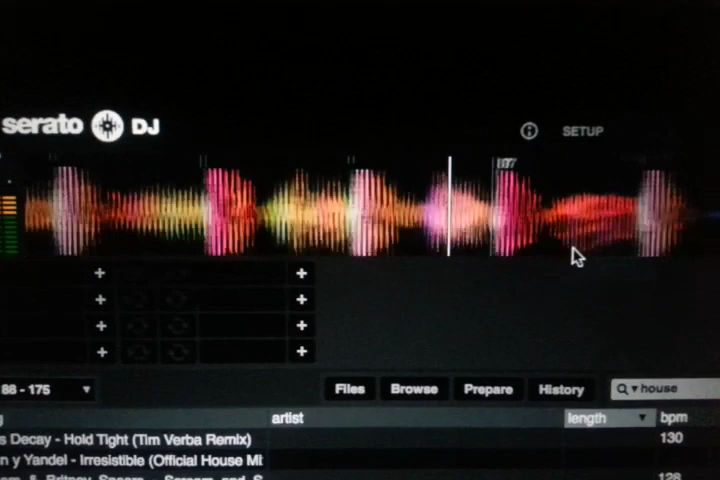 serato DJ
SETUP
88 - 175
Files
Browse
Prepare
History
house
artist
length
bpm
s Decay - Hold Tight (Tim Verba Remix)
130
n y Yandel - Irresistible (Official House Mi
128